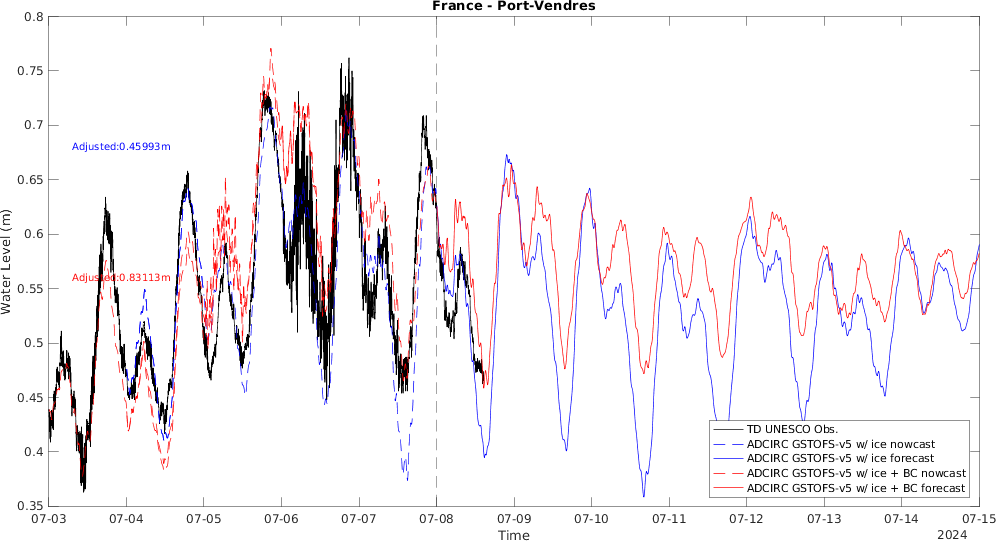 France - Port-Vendres
0.8
0.75
0.7
0.65
0.6
0.55
0.5
0.45
0.4
0.35
Water Level (m)
Adjusted:0.45993m
Adjusted:0.83113m
TD UNESCO Obs.
ADCIRC GSTOFS-v5 w/ ice nowcast
ADCIRC GSTOFS-v5 w/ ice forecast
ADCIRC GSTOFS-v5 w/ ice + BC nowcast
ADCIRC GSTOFS-v5 w/ ice + BC forecast
07-03 07-04 07-05 07-06 07-07 07-08 07-09 07-10 07-11 07-12 07-13 07-14 07-15
Time
2024